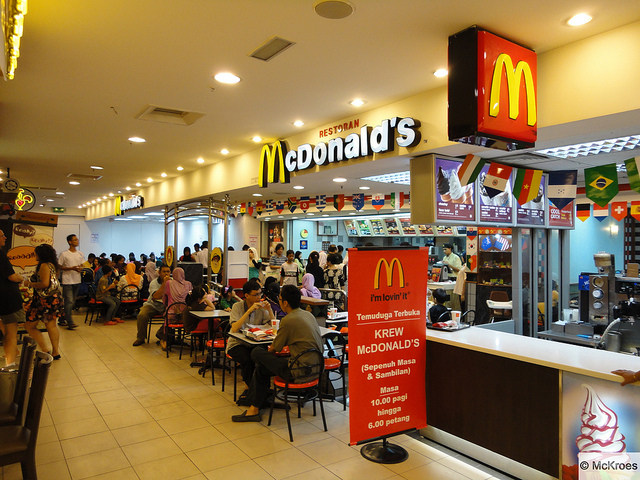 RESTORAN
McDonald's
M
M
i'm lovin' it
Temuduga Terbuka
KREW
McDONALD'S
(Sepenuh Masa
& Sambilan)
Masa
10.00 pagi
hingga
6.00 petang
© McKroes